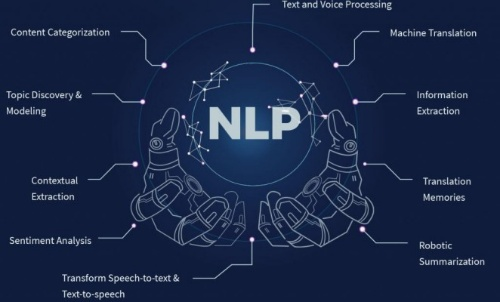 Text and Voice Processing
Content Categorization
Machine Translation
Topic Discovery &
Modeling
Information
Extraction
NLP
Contextual
Extraction
Translation
Memories
Sentiment Analysis
Robotic
Summarization
Transform Speech-to-text &
Text-to-speech